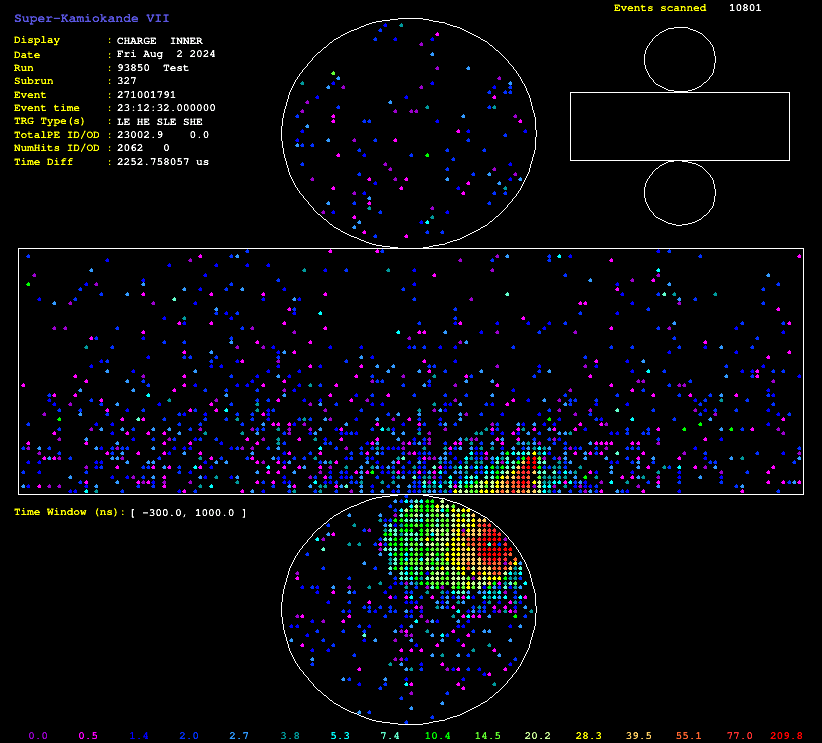 Super-Kamiokande VII
Events scanned 10801
Display : CHARGE INNER
Date : Fri Aug 2 2024
Run : 93850 Test
Subrun : 327
Event : 271001791
Event time : 23:12:32.000000
TRG Type(s) : LE HE SLE SHE
TotalPE ID/OD : 23002.9 0.0
NumHits ID/OD : 2062 0
Time Diff : 2252.758057 us
Time Window (ns): [ -300.0, 1000.0 ]
0.0 0.5 1.4 2.0 2.7 3.8 5.3 7.4 10.4 14.5 20.2 28.3 39.5 55.1 77.0 209.8